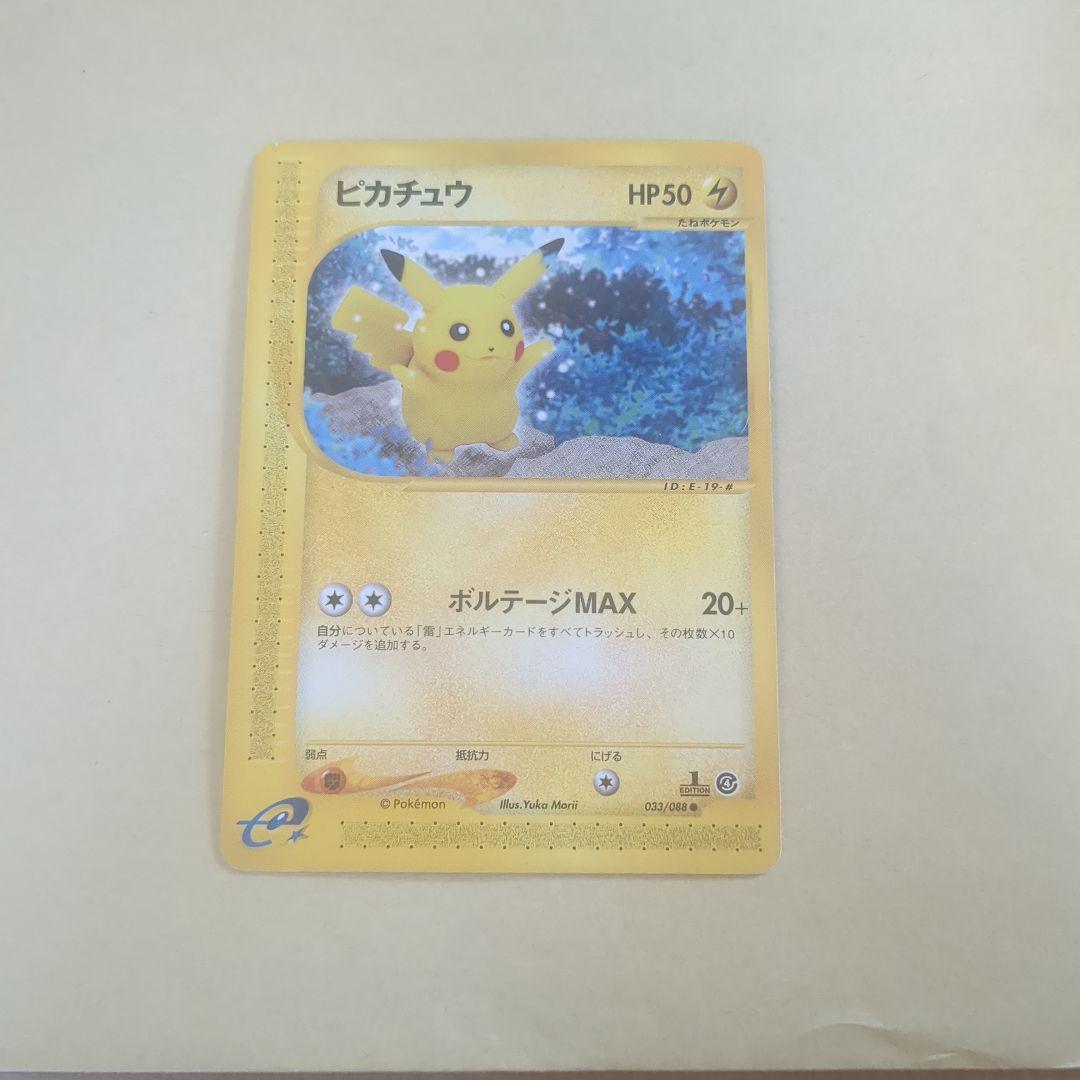 ピカチュウ HP50
たねポケモン
ID:E-19-#
ボルテージMAX 20+
自分についている「雷」エネルギーカードをすべてトラッシュし、その枚数×10
ダメージを追加する。
弱点 抵抗力 にげる
1 EDITION 4
© Pokémon Illus.Yuka Morii 033/088 ●
e